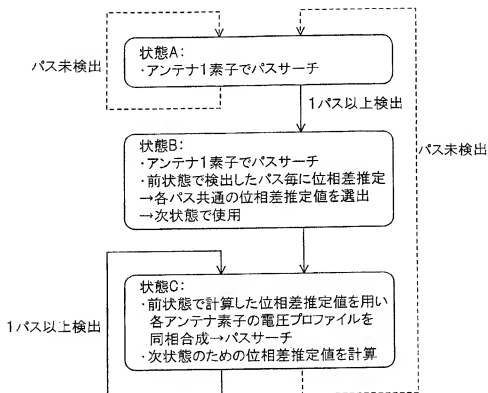 状態A:
・アンテナ1素子でパスサーチ
パス未検出
1パス以上検出
状態B:
・アンテナ1素子でパスサーチ
・前状態で検出したパス毎に位相差推定
→各パス共通の位相差推定値を選出
→次状態で使用
パス未検出
状態C:
・前状態で計算した位相差推定値を用い
各アンテナ素子の電圧プロファイルを
同相合成→パスサーチ
・次状態のための位相差推定値を計算
1パス以上検出